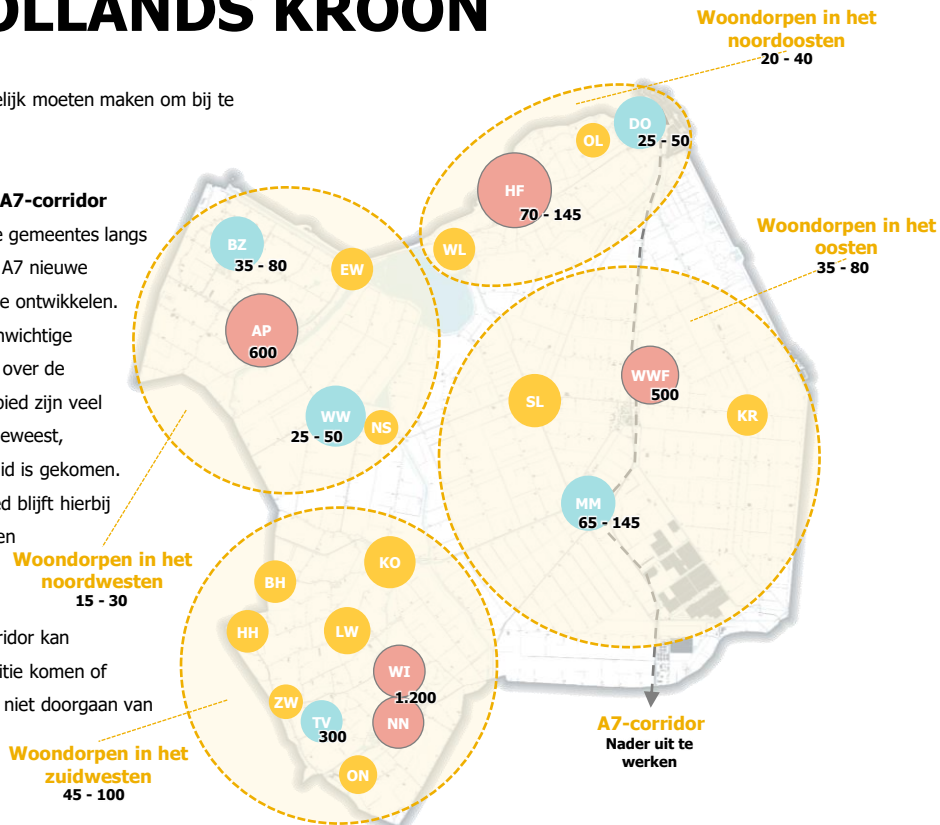 OLLANDS KROON
elijk moeten maken om bij te
A7-corridor
e gemeentes langs
A7 nieuwe
e ontwikkelen.
nwichtige
over de
bied zijn veel
eweest,
id is gekomen.
ed blijft hierbij
en
ridor kan
itie komen of
niet doorgaan van
Woondorpen in het
noordoosten
20 - 40
DO
25 - 50
OL
HF
70 - 145
WL
Woondorpen in het
oosten
35 - 80
BZ
35 - 80
EW
AP
600
WW
25 - 50
NS
WWF
500
SL
KR
MM
65 - 145
Woondorpen in het
noordwesten
15 - 30
KO
BH
HH
LW
WI
1.200
NN
ZW
TV
300
ON
Woondorpen in het
zuidwesten
45 - 100
A7-corridor
Nader uit te
werken